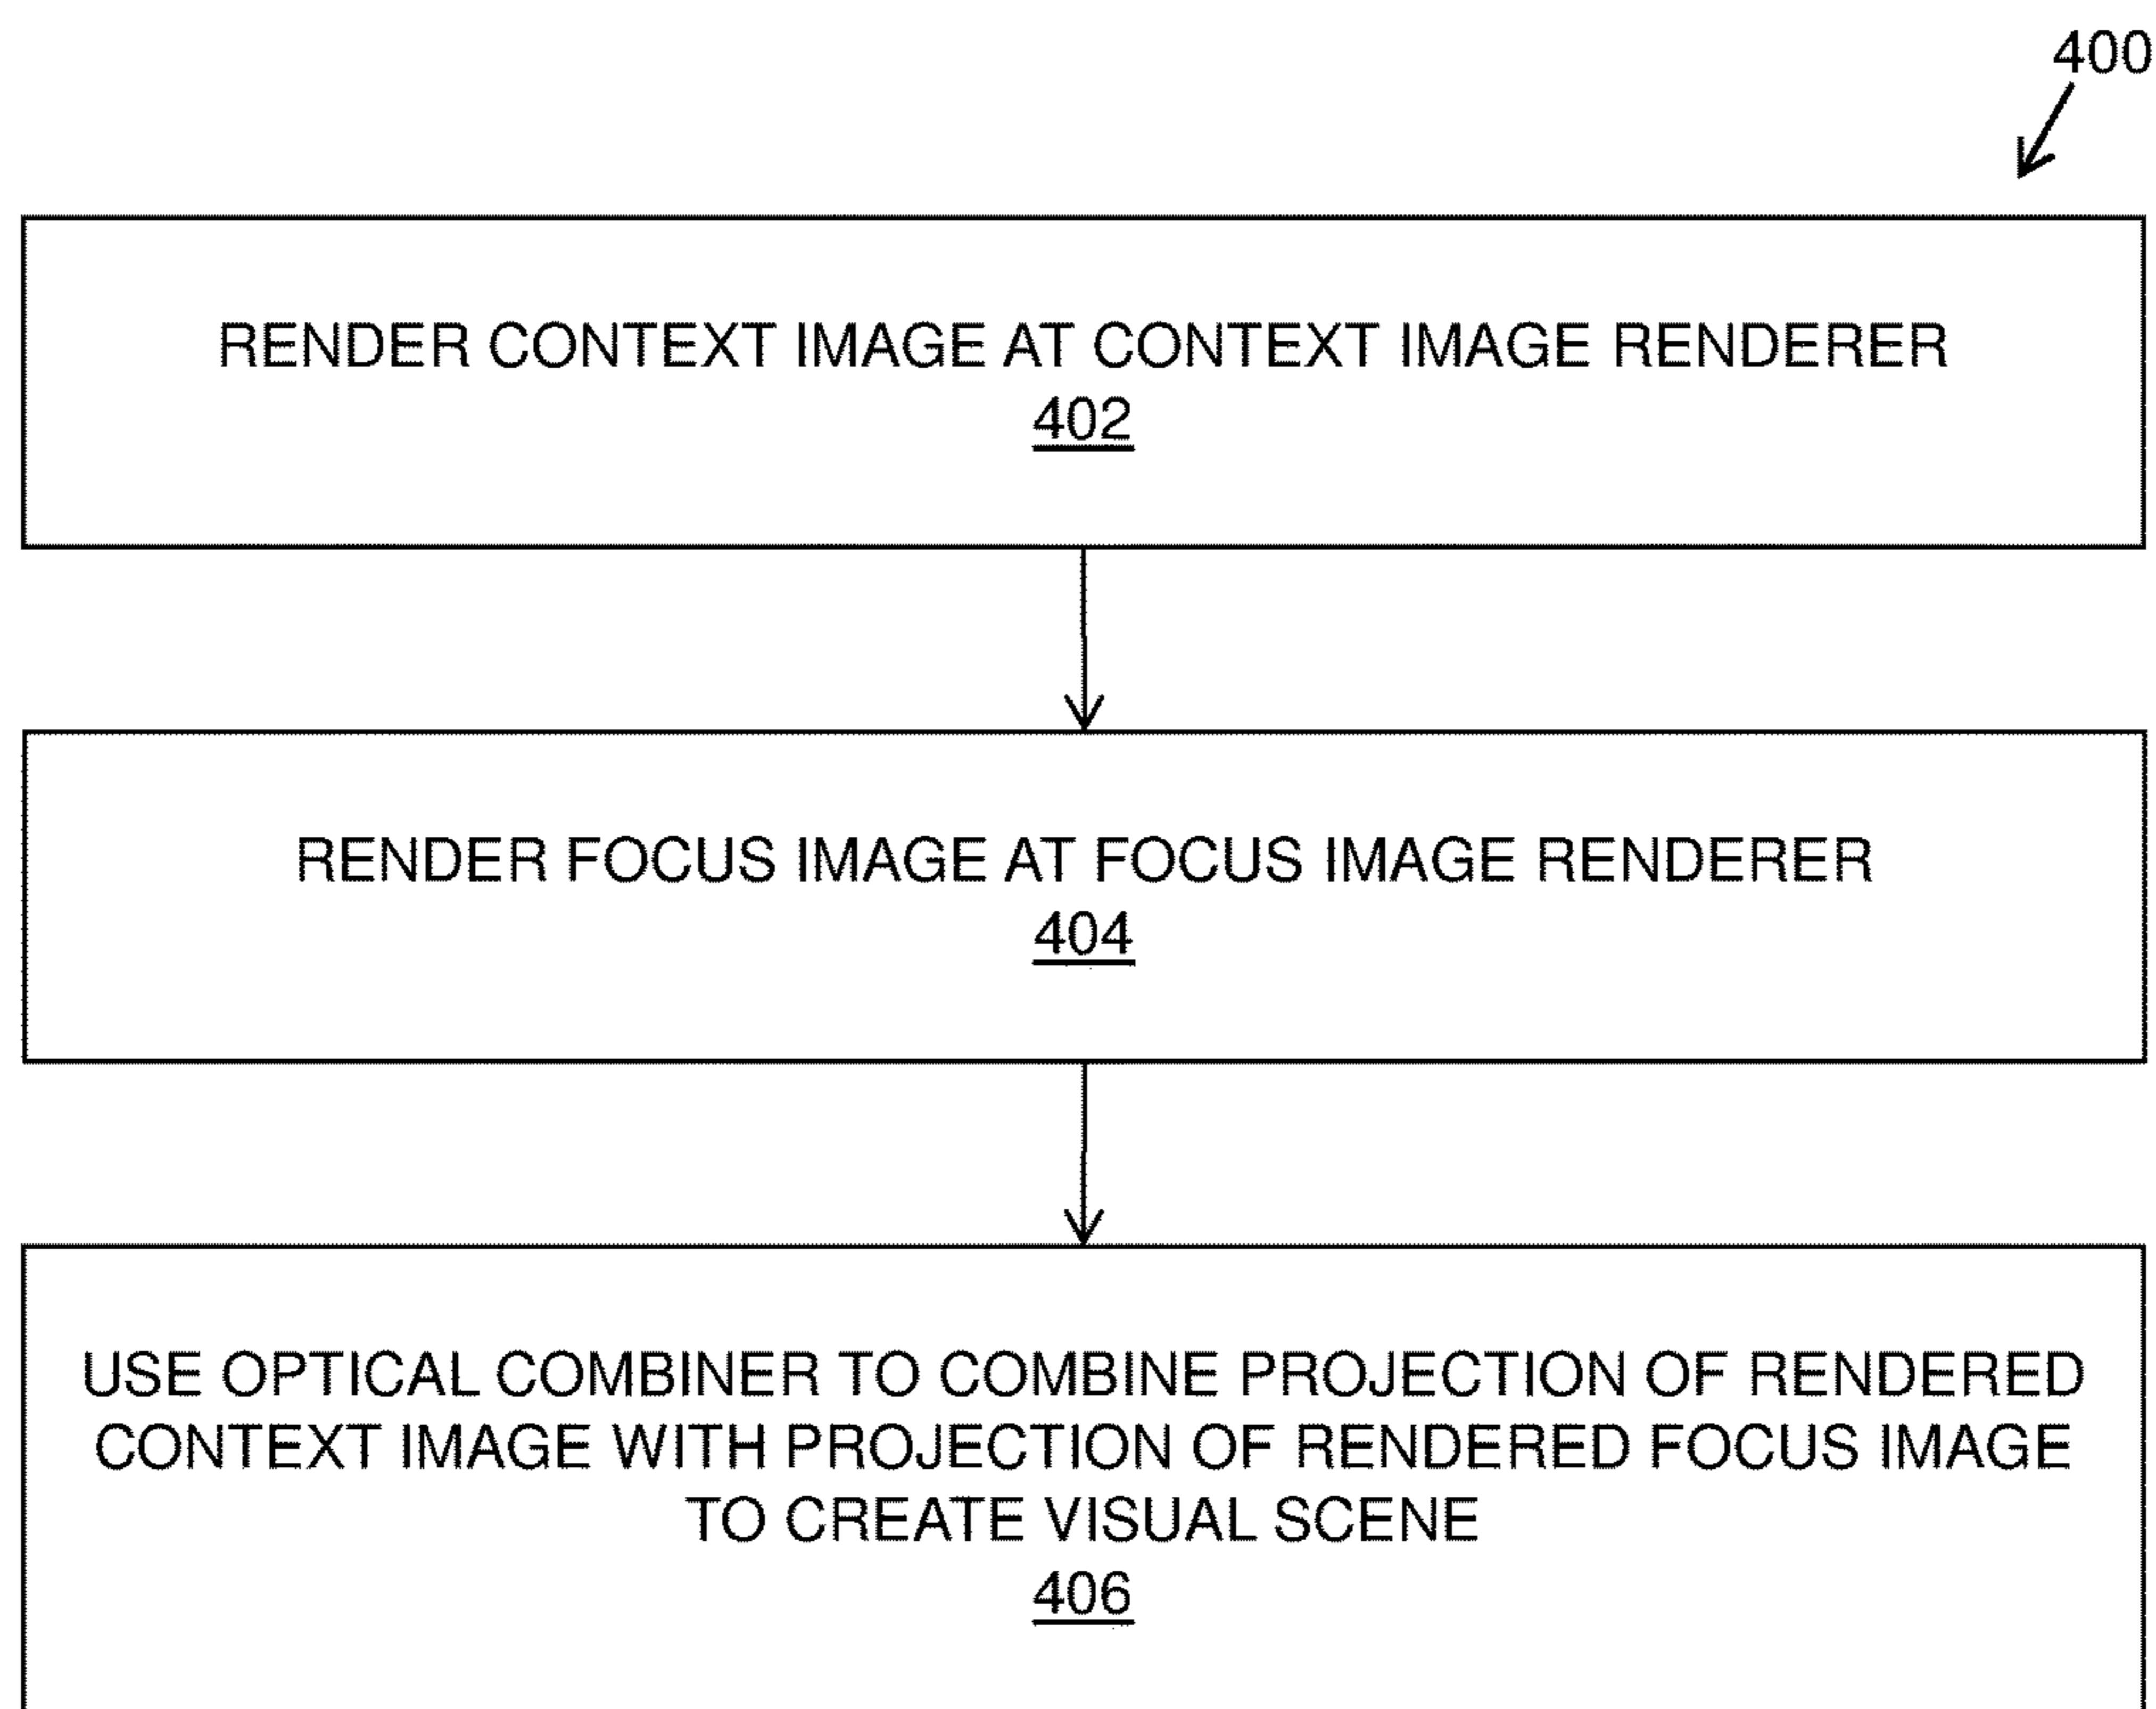 400
RENDER CONTEXT IMAGE AT CONTEXT IMAGE RENDERER
402
RENDER FOCUS IMAGE AT FOCUS IMAGE RENDERER
404
USE OPTICAL COMBINER TO COMBINE PROJECTION OF RENDERED
CONTEXT IMAGE WITH PROJECTION OF RENDERED FOCUS IMAGE
TO CREATE VISUAL SCENE
406